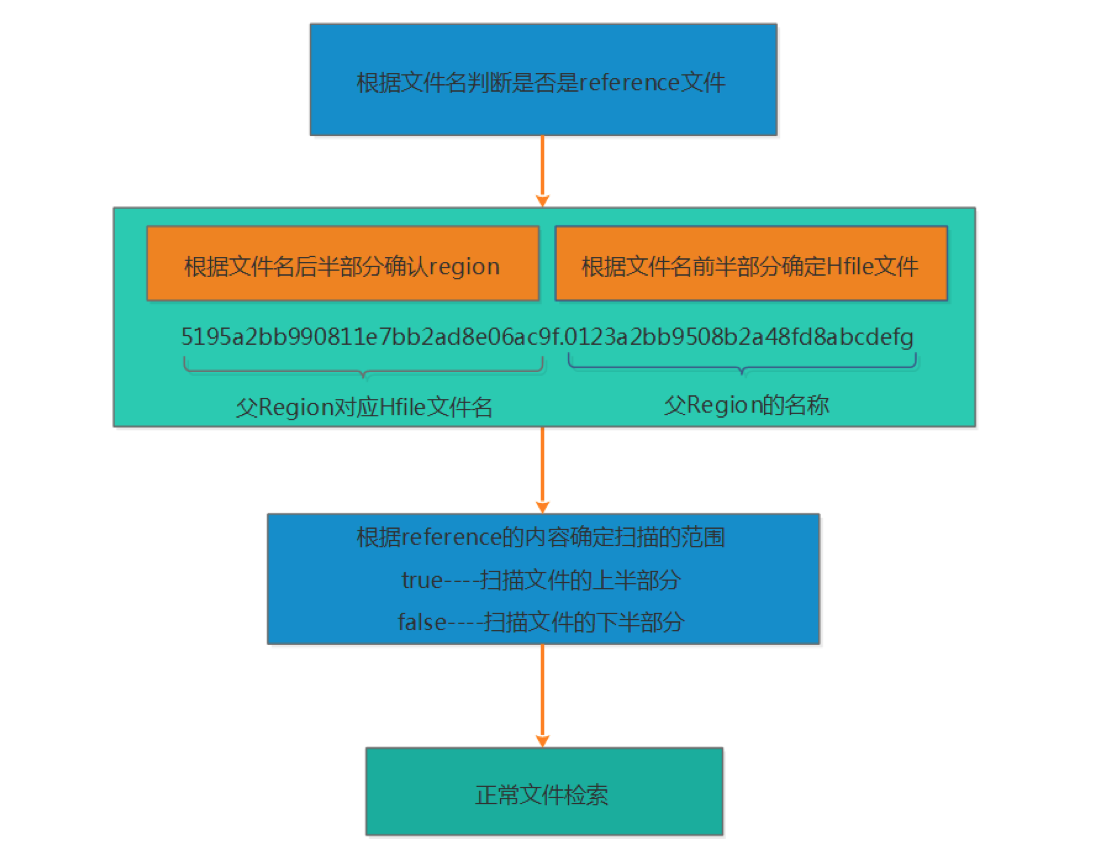 根据文件名判断是否是reference文件
根据文件名后半部分确认region
根据文件名前半部分确定Hfile文件
5195a2bb990811e7bb2ad8e06ac9f.0123a2bb9508b2a48fd8abcdefg
父Region对应Hfile文件名
父Region的名称
根据reference的内容确定扫描的范围
true----扫描文件的上半部分
false----扫描文件的下半部分
正常文件检索